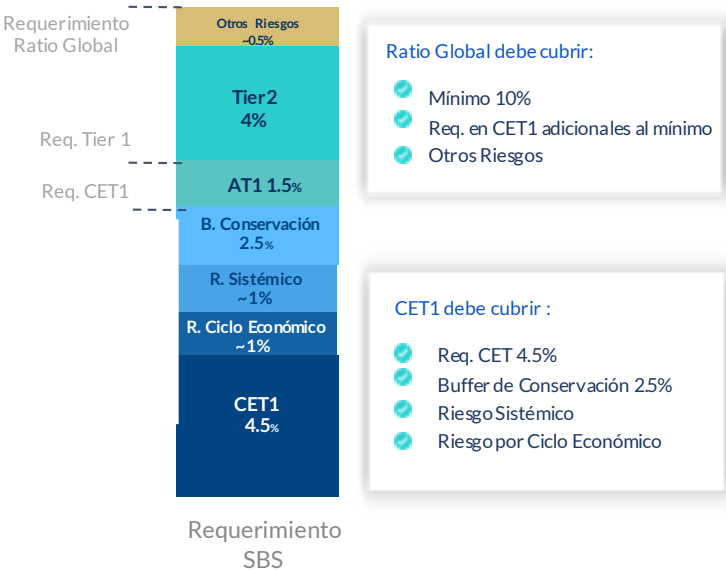 Requerimiento
Ratio Global
Req. Tier 1
Req. CET1
Otros Riesgos
~0.5%
Tier 2
4%
AT1 1.5%
B. Conservación
2.5%
R. Sistémico
~1%
R. Ciclo Económico
~1%
CET1
4.5%
Requerimiento
SBS
Ratio Global debe cubrir:
Mínimo 10%
Req. en CET1 adicionales al mínimo
Otros Riesgos
CET1 debe cubrir :
Req. CET 4.5%
Buffer de Conservación 2.5%
Riesgo Sistémico
Riesgo por Ciclo Económico